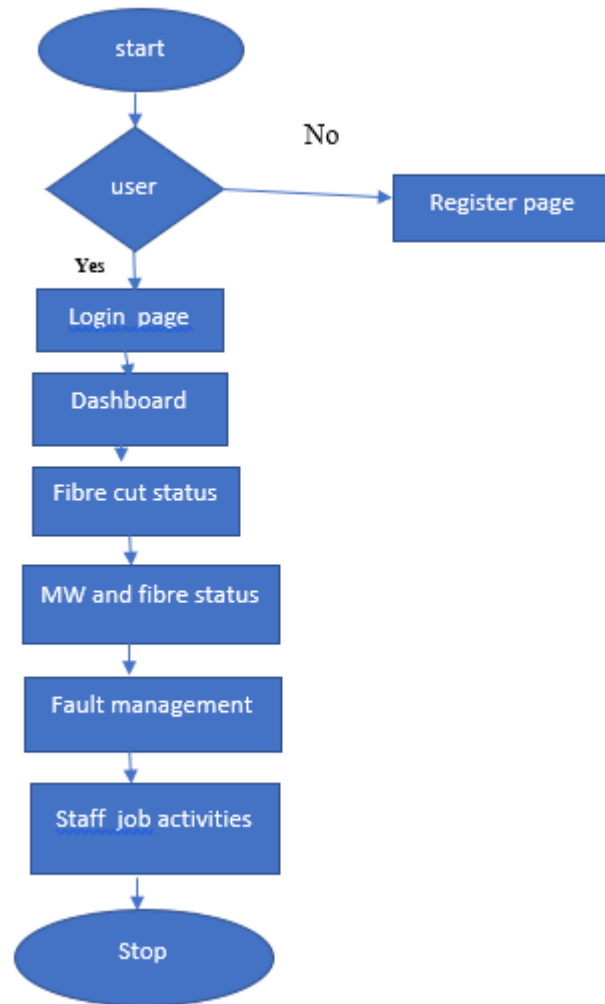 start
No
user
Register page
Yes
Login page
Dashboard
Fibre cut status
MW and fibre status
Fault management
Staff job activities
Stop